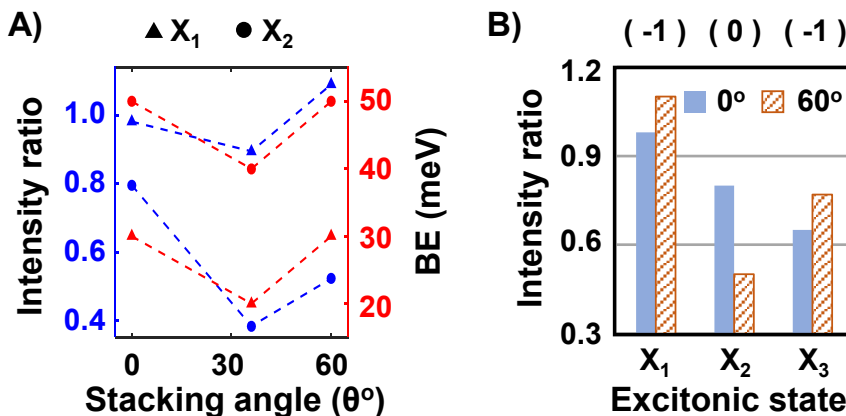 A)
▲ X₁ ● X₂
Intensity ratio
1.0
0.8
0.6
0.4
50
40
30
20
BE (meV)
0 30 60
Stacking angle (θ°)
B)
( -1 ) ( 0 ) ( -1 )
Intensity ratio
1.2
0.9
0.6
0.3
0° 60°
X₁ X₂ X₃
Excitonic state